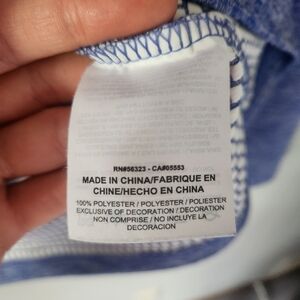 RN#56323 - CA#05553
MADE IN CHINA/FABRIQUE EN
CHINE/HECHO EN CHINA
100% POLYESTER / POLYESTER / POLIESTER
EXCLUSIVE OF DECORATION / DECORATION
NON COMPRISE / NO INCLUYE LA
DECORACION